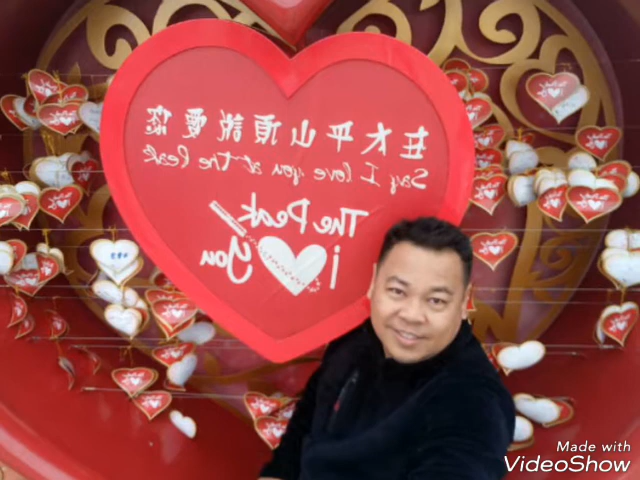 在太平山頂說愛您
Say I love you at the Peak
The Peak
i you
Made with
VideoShow